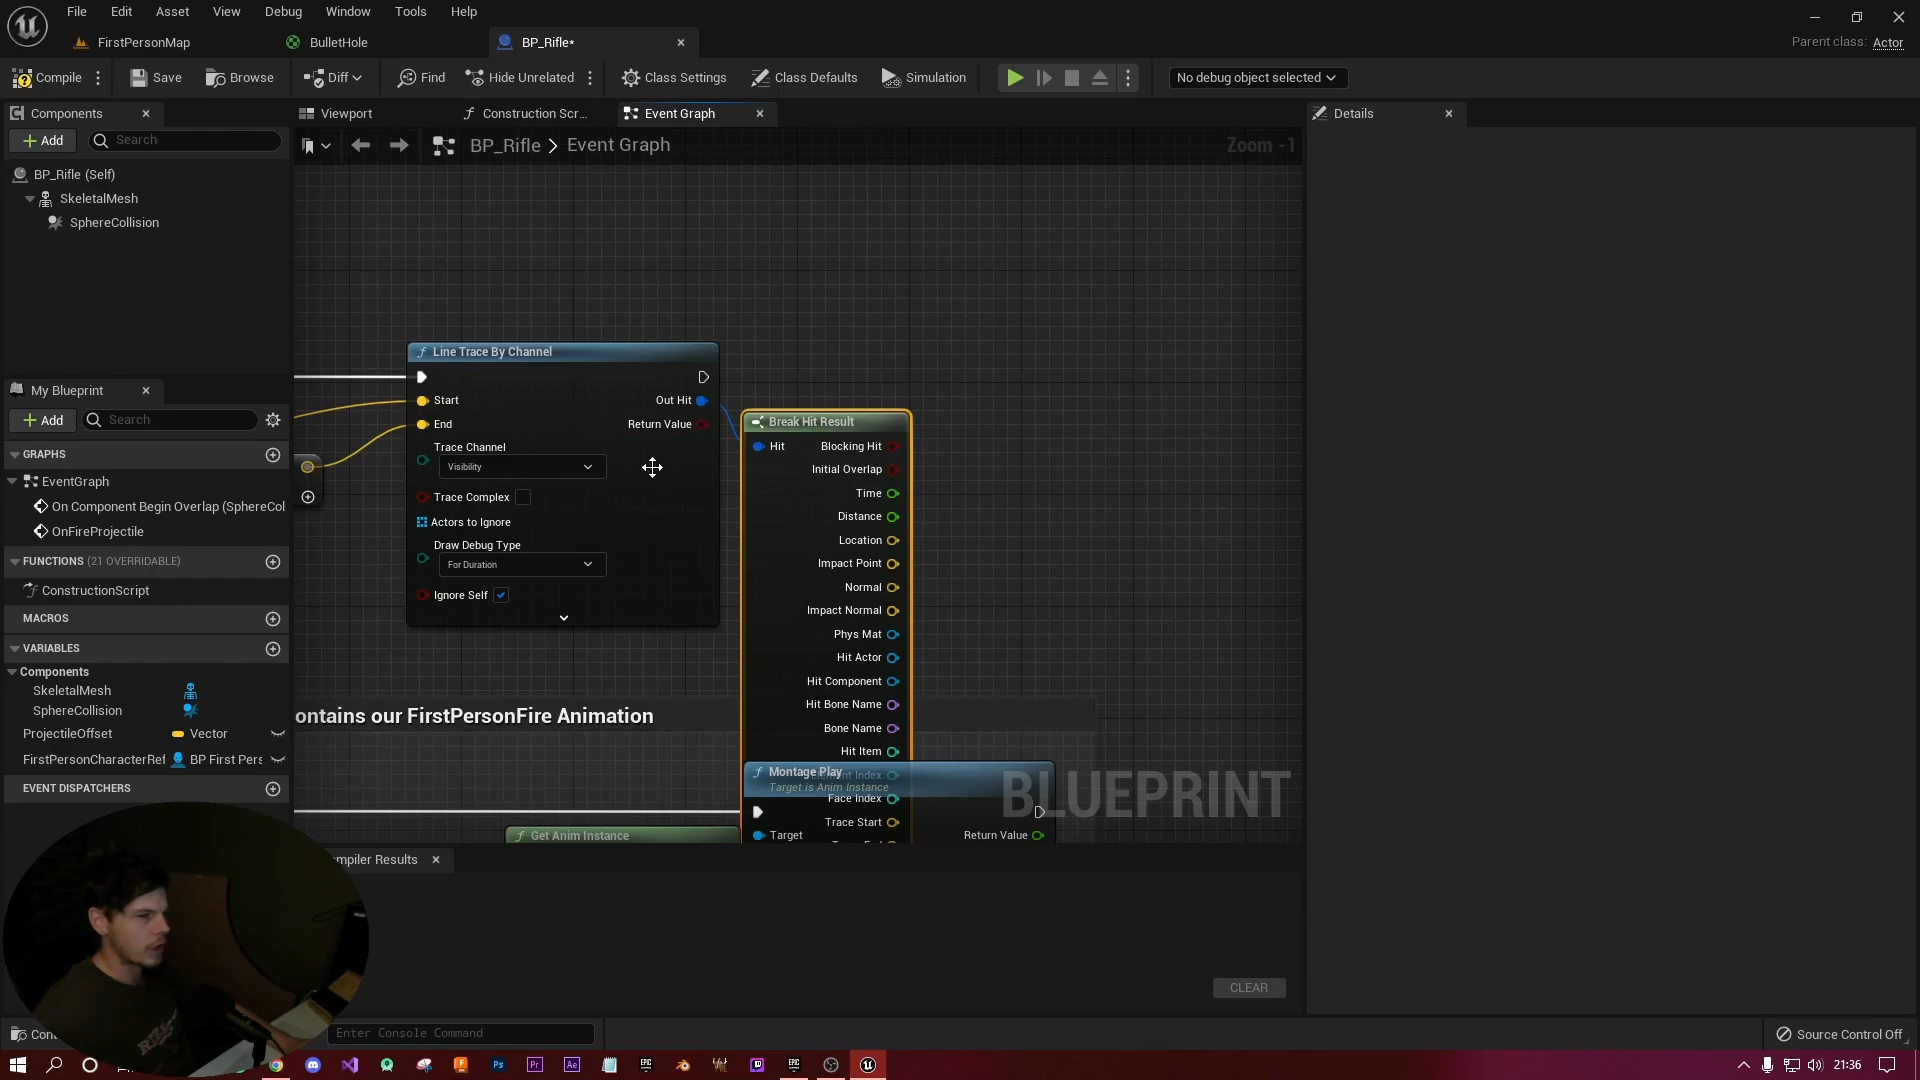 File Edit Asset View Debug Window Tools Help
FirstPersonMap BulletHole BP_Rifle* Parent class: Actor
Compile Save Browse Diff Find Hide Unrelated Class Settings Class Defaults Simulation No debug object selected
Components Viewport Construction Scr... Event Graph Details
Add Search BP_Rifle Event Graph Zoom -1
BP_Rifle (Self)
SkeletalMesh
SphereCollision
Line Trace By Channel
Start Out Hit
End Return Value
Trace Channel
Visibility
Trace Complex
Actors to Ignore
Draw Debug Type
For Duration
Ignore Self
Break Hit Result
Hit Blocking Hit
Initial Overlap
Time
Distance
Location
Impact Point
Normal
Impact Normal
Phys Mat
Hit Actor
Hit Component
Hit Bone Name
Bone Name
Hit Item
Element Index
Face Index
Trace Start
Montage Play
Target is Anim Instance
Target Return Value
Get Anim Instance
ontains our FirstPersonFire Animation
BLUEPRINT
My Blueprint
Add Search
GRAPHS
EventGraph
On Component Begin Overlap (SphereCol
OnFireProjectile
FUNCTIONS (21 OVERRIDABLE)
ConstructionScript
MACROS
VARIABLES
Components
SkeletalMesh
SphereCollision
ProjectileOffset Vector
FirstPersonCharacterRef BP First Pers
EVENT DISPATCHERS
mpiler Results
CLEAR
Con Enter Console Command Source Control Off
Ps Pr Ae EPIC EPIC 21:36